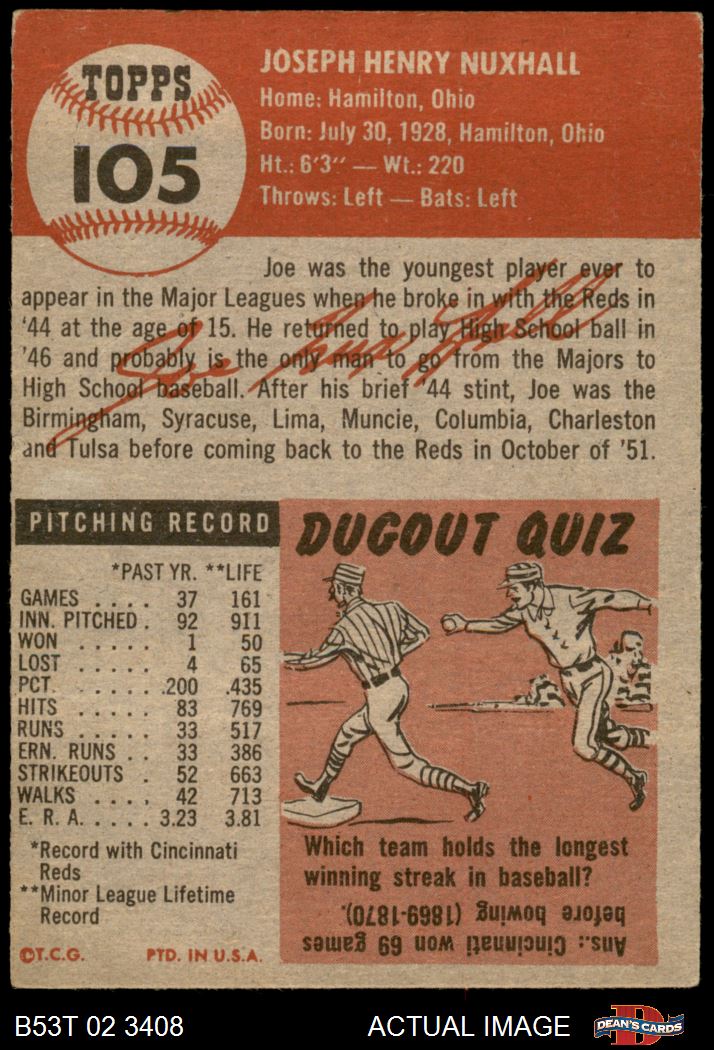 TOPPS
105
JOSEPH HENRY NUXHALL
Home: Hamilton, Ohio
Born: July 30, 1928, Hamilton, Ohio
Ht.: 6'3" — Wt.: 220
Throws: Left — Bats: Left
Joe was the youngest player ever to
appear in the Major Leagues when he broke in with the Reds in
'44 at the age of 15. He returned to play High School ball in
'46 and probably is the only man to go from the Majors to
High School baseball. After his brief '44 stint, Joe was the
Birmingham, Syracuse, Lima, Muncie, Columbia, Charleston
and Tulsa before coming back to the Reds in October of '51.
Joe Nuxhall
PITCHING RECORD
*PAST YR. **LIFE
GAMES .... 37 161
INN. PITCHED . 92 911
WON ..... 1 50
LOST ..... 4 65
PCT. ...... .200 .435
HITS ..... 83 769
RUNS ..... 33 517
ERN. RUNS .. 33 386
STRIKEOUTS . 52 663
WALKS .... 42 713
E. R. A. .... 3.23 3.81
*Record with Cincinnati
Reds
**Minor League Lifetime
Record
©T.C.G. PTD. IN U.S.A.
DUGOUT QUIZ
Which team holds the longest
winning streak in baseball?
Ans.: Cincinnati won 69 games
before bowing (1869-1870).
B53T 02 3408 ACTUAL IMAGE
D
DEAN'S CARDS